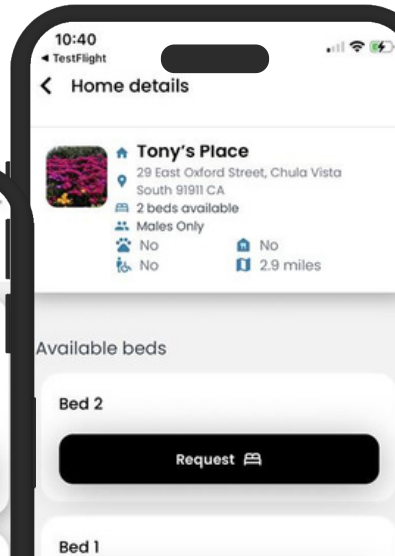 10:40
◀ TestFlight
Home details
Tony's Place
29 East Oxford Street, Chula Vista
South 91911 CA
2 beds available
Males Only
No
No
No
2.9 miles
Available beds
Bed 2
Request
Bed 1